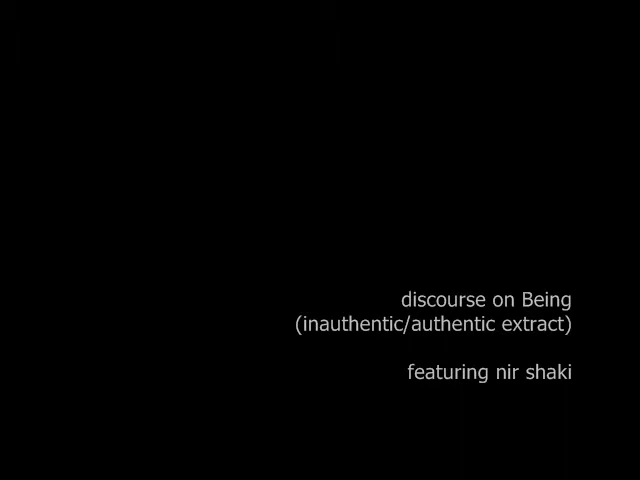 discourse on Being
(inauthentic/authentic extract)
featuring nir shaki